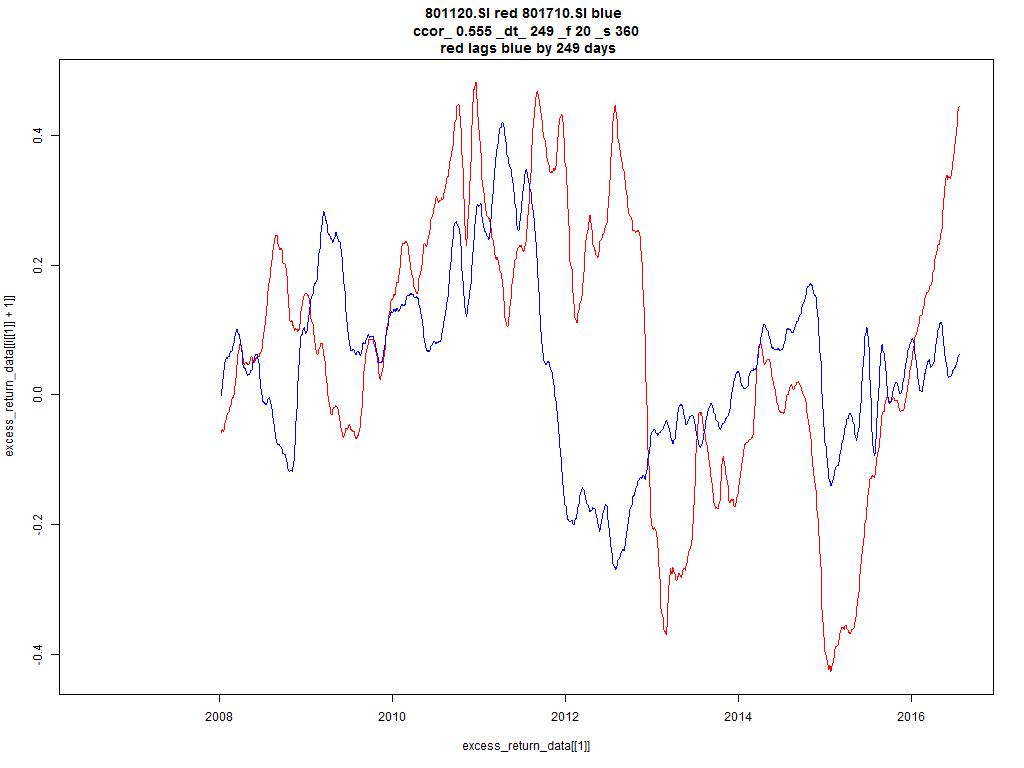 801120.SI red 801710.SI blue
ccor_ 0.555 _dt_ 249 _f 20 _s 360
red lags blue by 249 days
excess_return_data[[i[[1]] + 1]]
0.4
0.2
0.0
-0.2
-0.4
2008 2010 2012 2014 2016
excess_return_data[[1]]